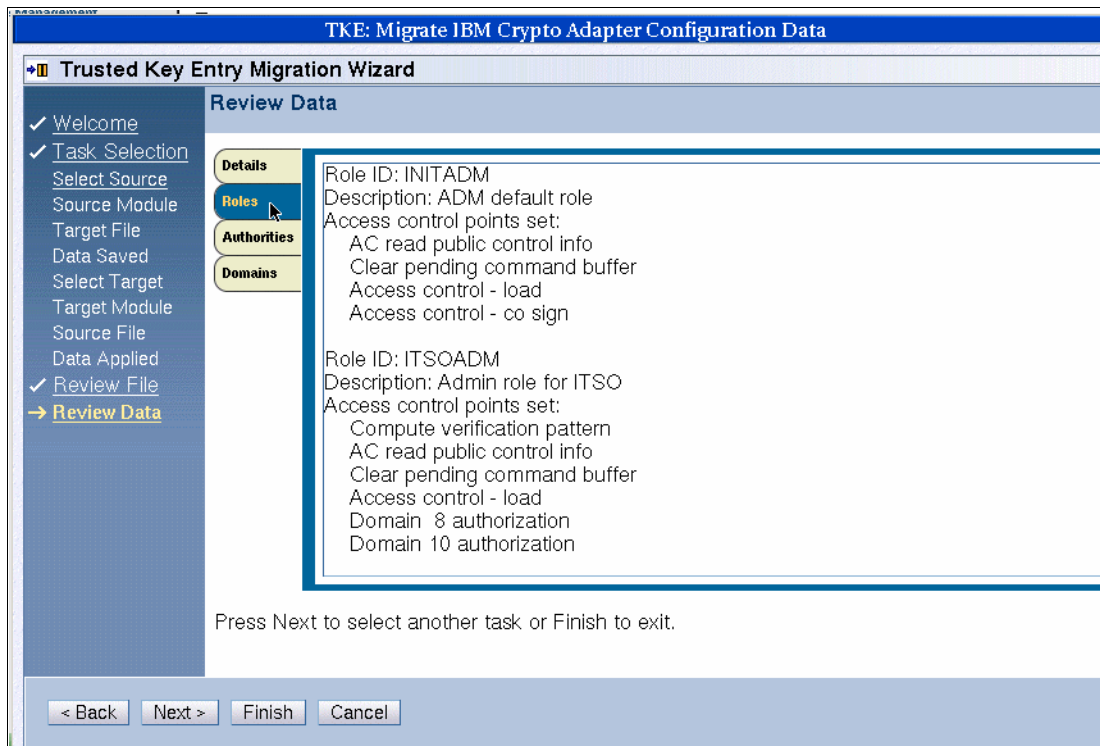 Management
TKE: Migrate IBM Crypto Adapter Configuration Data
Trusted Key Entry Migration Wizard
Welcome
Task Selection
Select Source
Source Module
Target File
Data Saved
Select Target
Target Module
Source File
Data Applied
Review File
Review Data
Review Data
Details
Roles
Authorities
Domains
Role ID: INITADM
Description: ADM default role
Access control points set:
AC read public control info
Clear pending command buffer
Access control - load
Access control - co sign
Role ID: ITSOADM
Description: Admin role for ITSO
Access control points set:
Compute verification pattern
AC read public control info
Clear pending command buffer
Access control - load
Domain 8 authorization
Domain 10 authorization
Press Next to select another task or Finish to exit.
< Back
Next >
Finish
Cancel